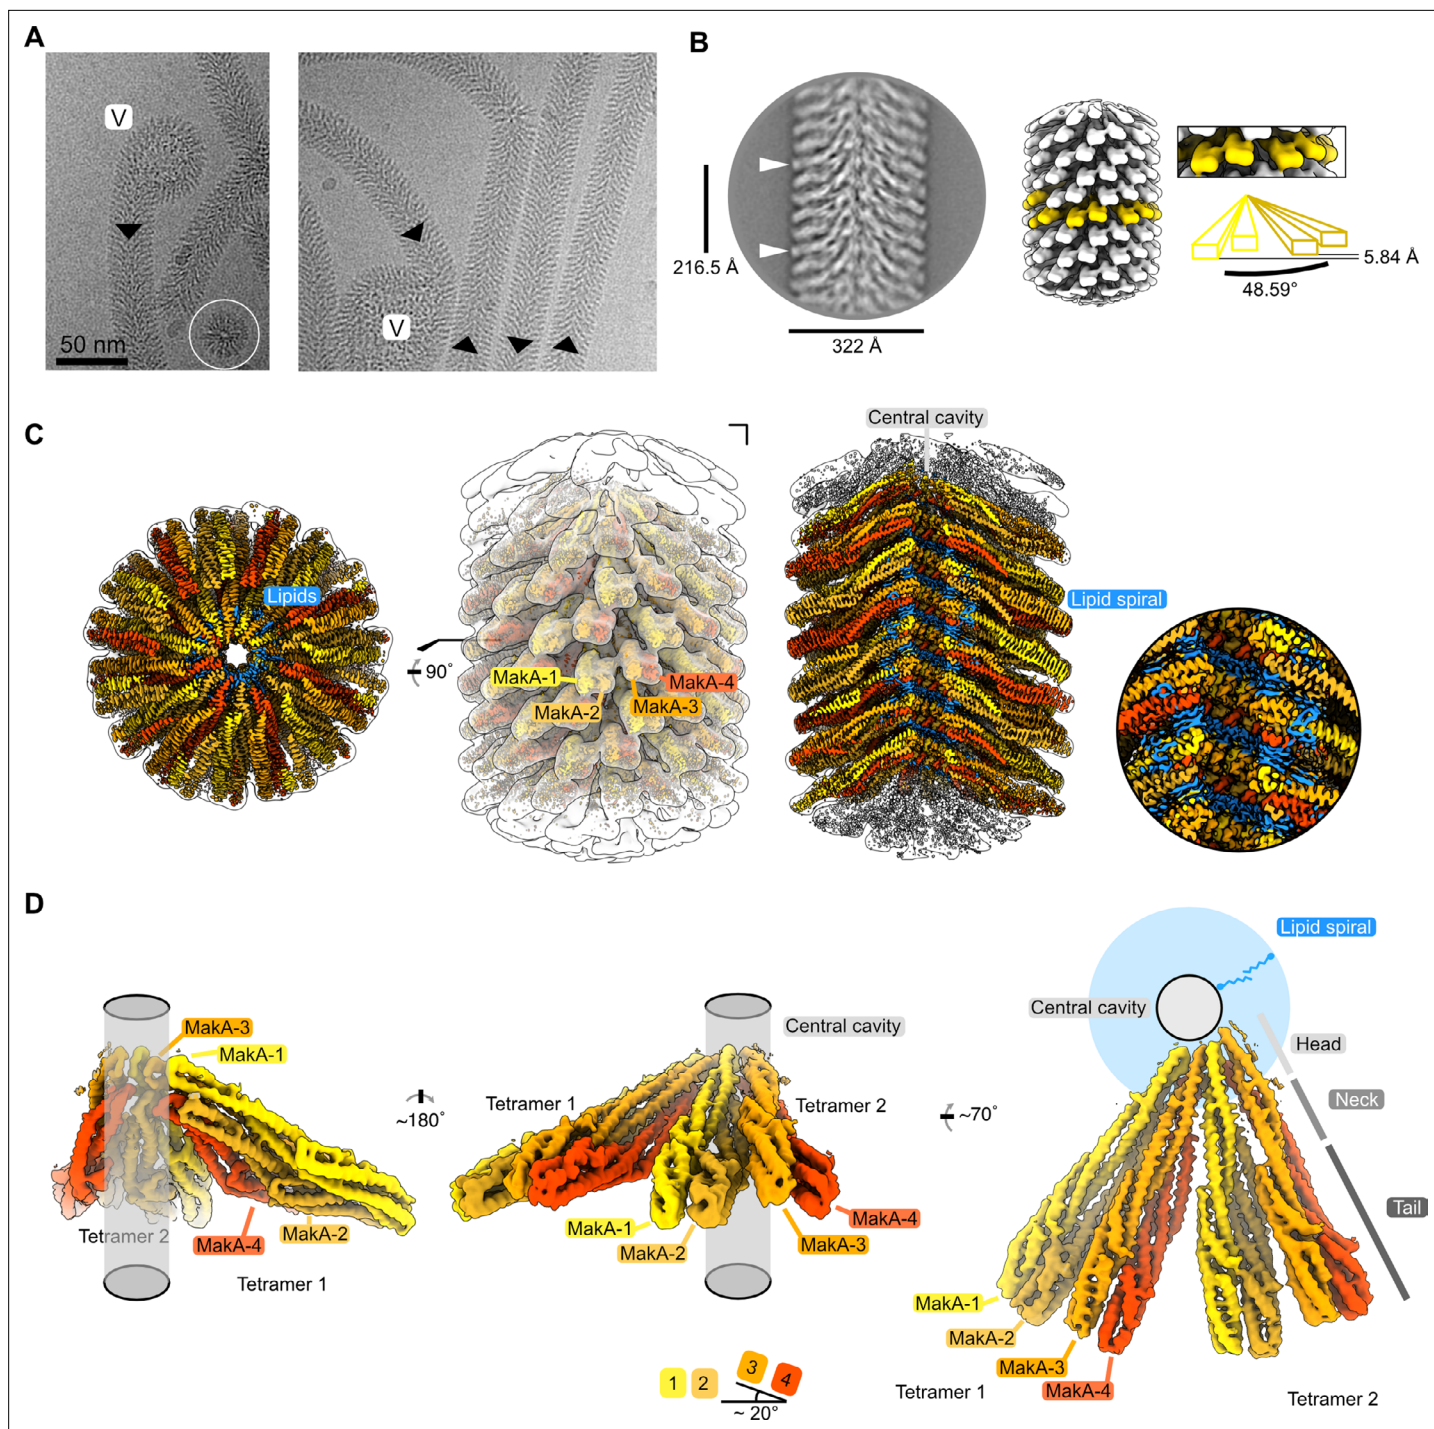 A
V
50 nm
V
B
216.5 Å
322 Å
5.84 Å
48.59°
C
Lipids
90°
MakA-1
MakA-2
MakA-3
MakA-4
Central cavity
Lipid spiral
D
MakA-3
MakA-1
Tetramer 2
MakA-4
MakA-2
Tetramer 1
~180°
Central cavity
Tetramer 1
Tetramer 2
MakA-1
MakA-2
MakA-4
MakA-3
~70°
Lipid spiral
Central cavity
Head
Neck
Tail
MakA-1
MakA-2
MakA-3
MakA-4
Tetramer 1
Tetramer 2
1 2 3 4
~ 20°